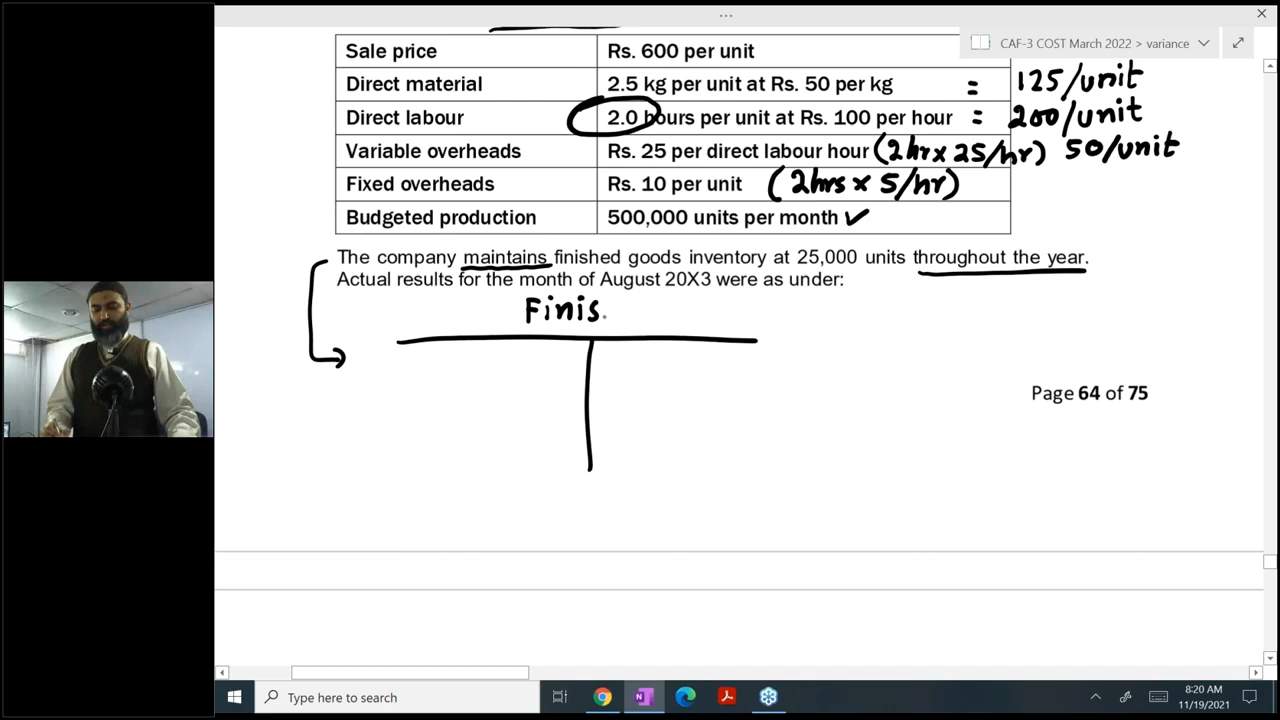 CAF-3 COST March 2022 > variance
Sale price Rs. 600 per unit
Direct material 2.5 kg per unit at Rs. 50 per kg = 125/unit
Direct labour 2.0 hours per unit at Rs. 100 per hour = 200/unit
Variable overheads Rs. 25 per direct labour hour (2hr x 25/hr) 50/unit
Fixed overheads Rs. 10 per unit (2hrs x 5/hr)
Budgeted production 500,000 units per month ✓
The company maintains finished goods inventory at 25,000 units throughout the year.
Actual results for the month of August 20X3 were as under:
Finis
Page 64 of 75
Type here to search
8:20 AM
11/19/2021